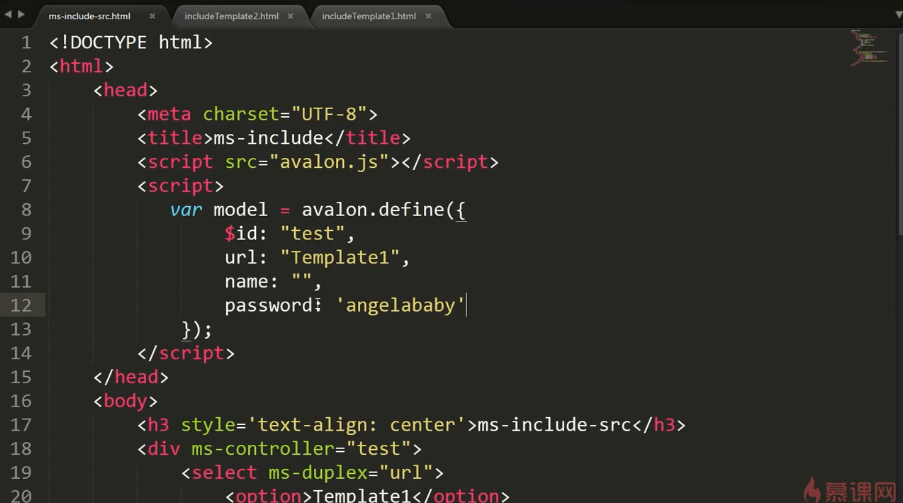 ms-include-src.html × includeTemplate2.html × includeTemplate1.html ×
1 <!DOCTYPE html>
2 <html>
3 <head>
4 <meta charset="UTF-8">
5 <title>ms-include</title>
6 <script src="avalon.js"></script>
7 <script>
8 var model = avalon.define({
9 $id: "test",
10 url: "Template1",
11 name: "",
12 password: 'angelababy'
13 });
14 </script>
15 </head>
16 <body>
17 <h3 style='text-align: center'>ms-include-src</h3>
18 <div ms-controller="test">
19 <select ms-duplex="url">
20 <option>Template1</option>
慕课网